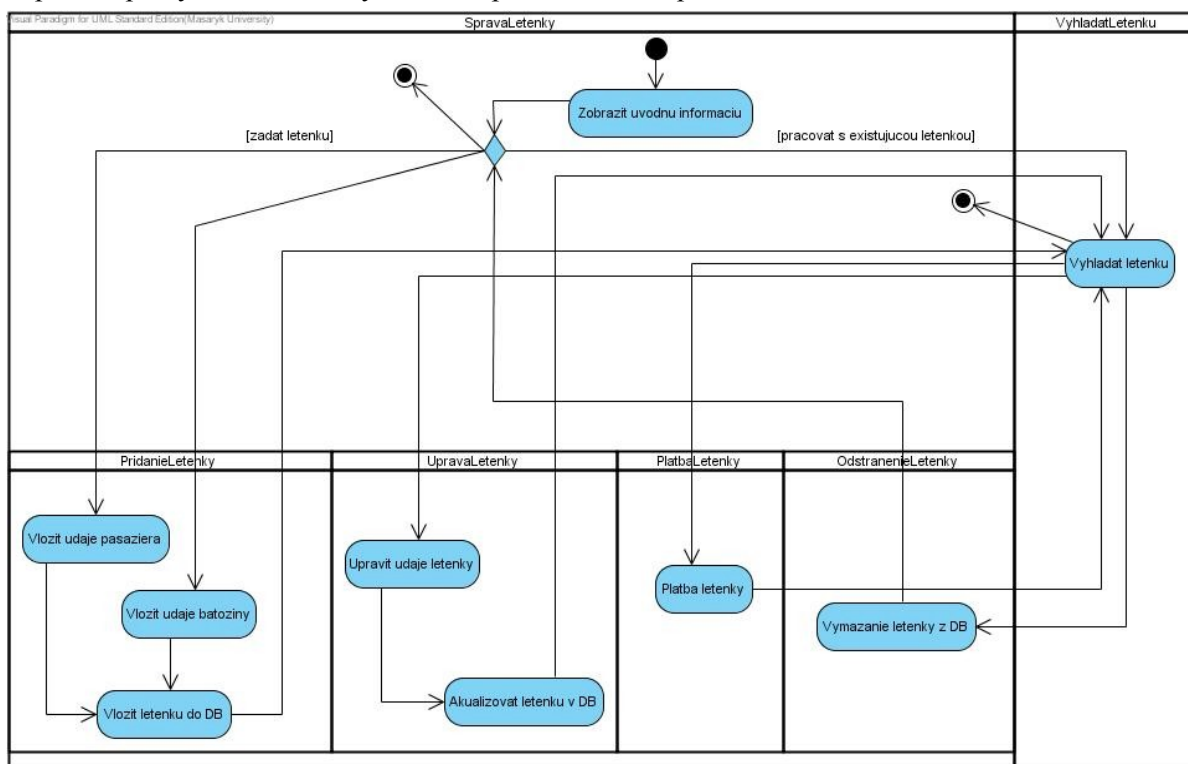 Visual Paradigm for UML Standard Edition(Masaryk University)
SpravaLetenky
VyhladatLetenku
Zobrazit uvodnu informaciu
[zadat letenku]
[pracovat s existujucou letenkou]
Vyhladat letenku
PridanieLetenky
UpravaLetenky
PlatbaLetenky
OdstranenieLetenky
Vlozit udaje pasaziera
Upravit udaje letenky
Platba letenky
Vlozit udaje batoziny
Vymazanie letenky z DB
Vlozit letenku do DB
Akualizovat letenku v DB